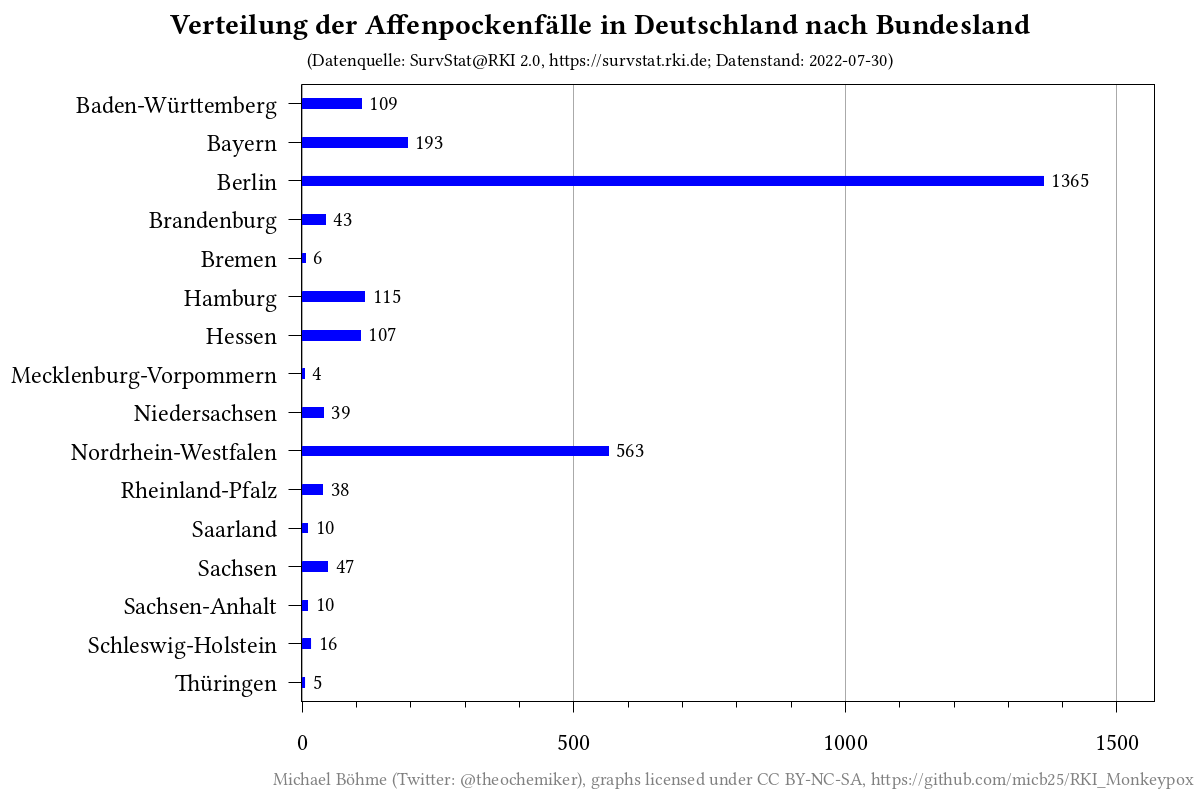 Verteilung der Affenpockenfälle in Deutschland nach Bundesland
(Datenquelle: SurvStat@RKI 2.0, https://survstat.rki.de; Datenstand: 2022-07-30)
Baden-Württemberg 109
Bayern 193
Berlin 1365
Brandenburg 43
Bremen 6
Hamburg 115
Hessen 107
Mecklenburg-Vorpommern 4
Niedersachsen 39
Nordrhein-Westfalen 563
Rheinland-Pfalz 38
Saarland 10
Sachsen 47
Sachsen-Anhalt 10
Schleswig-Holstein 16
Thüringen 5
0 500 1000 1500
Michael Böhme (Twitter: @theochemiker), graphs licensed under CC BY-NC-SA, https://github.com/micb25/RKI_Monkeypox